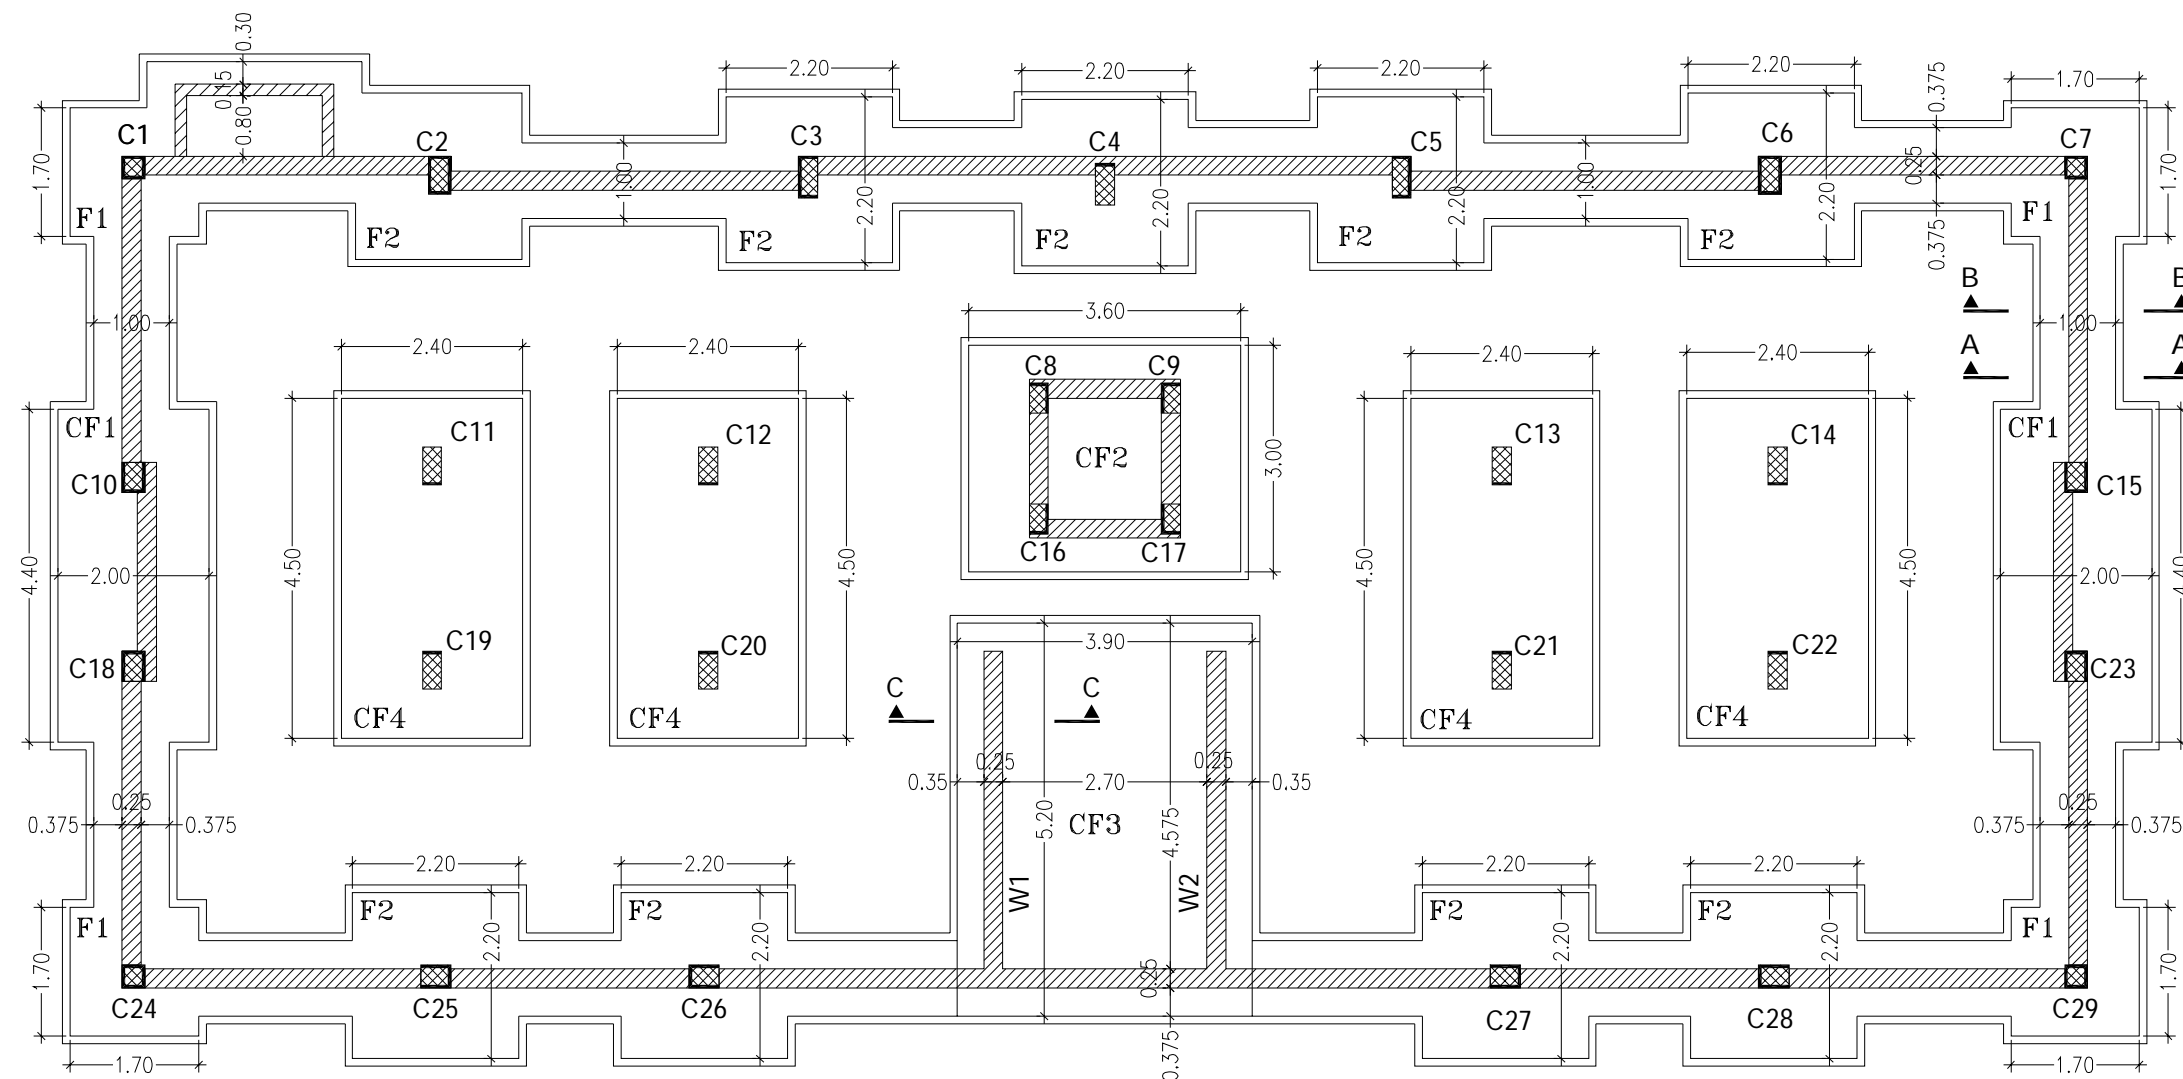 0.30
2.20
2.20
2.20
2.20
0.375
1.70
0.15
0.80
C1
C2
C3
C4
C5
C6
C7
1.70
1.00
2.20
2.20
2.20
1.00
2.20
0.25
1.70
F1
F2
F2
F2
F2
F2
F1
0.375
B
B
1.00
3.60
1.00
A
A
2.40
2.40
2.40
2.40
C8
C9
CF1
C11
C12
CF2
3.00
C13
C14
CF1
C10
C15
C16
C17
4.40
2.00
4.50
4.50
4.50
4.50
2.00
4.40
C18
C19
C20
3.90
C21
C22
C23
CF4
CF4
C
C
CF4
CF4
0.25
0.25
0.35
2.70
0.35
0.375
0.25
0.375
5.20
CF3
4.575
0.375
0.25
0.375
2.20
2.20
2.20
2.20
W1
W2
F1
F2
F2
F2
F2
F1
1.70
2.20
2.20
0.25
2.20
2.20
1.70
C24
C25
C26
C27
C28
C29
1.70
0.375
1.70